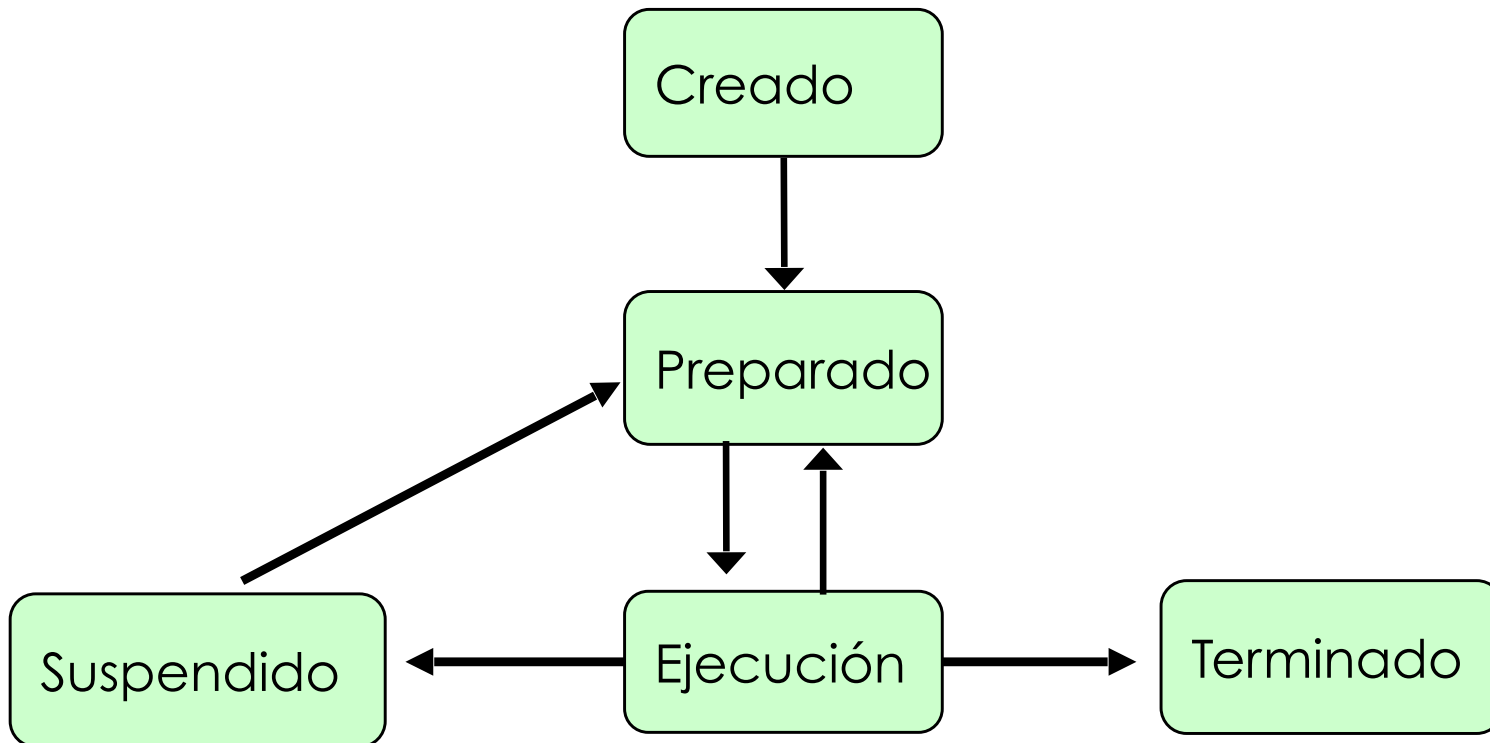 Creado
Preparado
Suspendido
Ejecución
Terminado